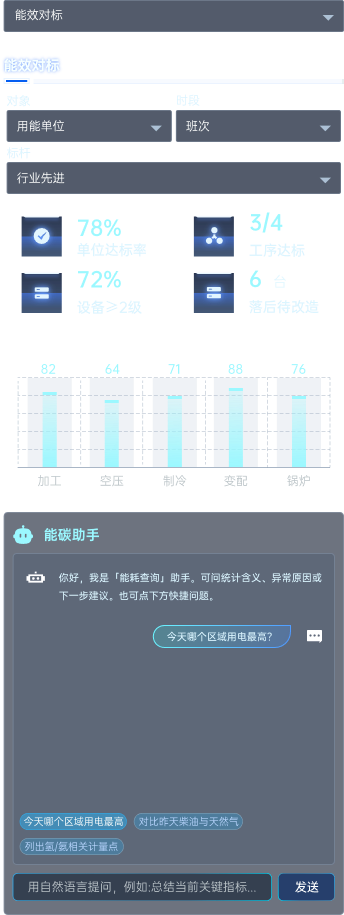 能效对标
能效对标
对象
时段
用能单位
班次
标杆
行业先进
78%
单位达标率
3/4
工序达标
72%
设备≥2级
6 台
落后待改造
82 64 71 88 76
加工 空压 制冷 变配 锅炉
能碳助手
你好，我是「能耗查询」助手。可问统计含义、异常原因或
下一步建议。也可点下方快捷问题。
今天哪个区域用电最高？
今天哪个区域用电最高
对比昨天柴油与天然气
列出氢/氨相关计量点
用自然语言提问，例如:总结当前关键指标...
发送